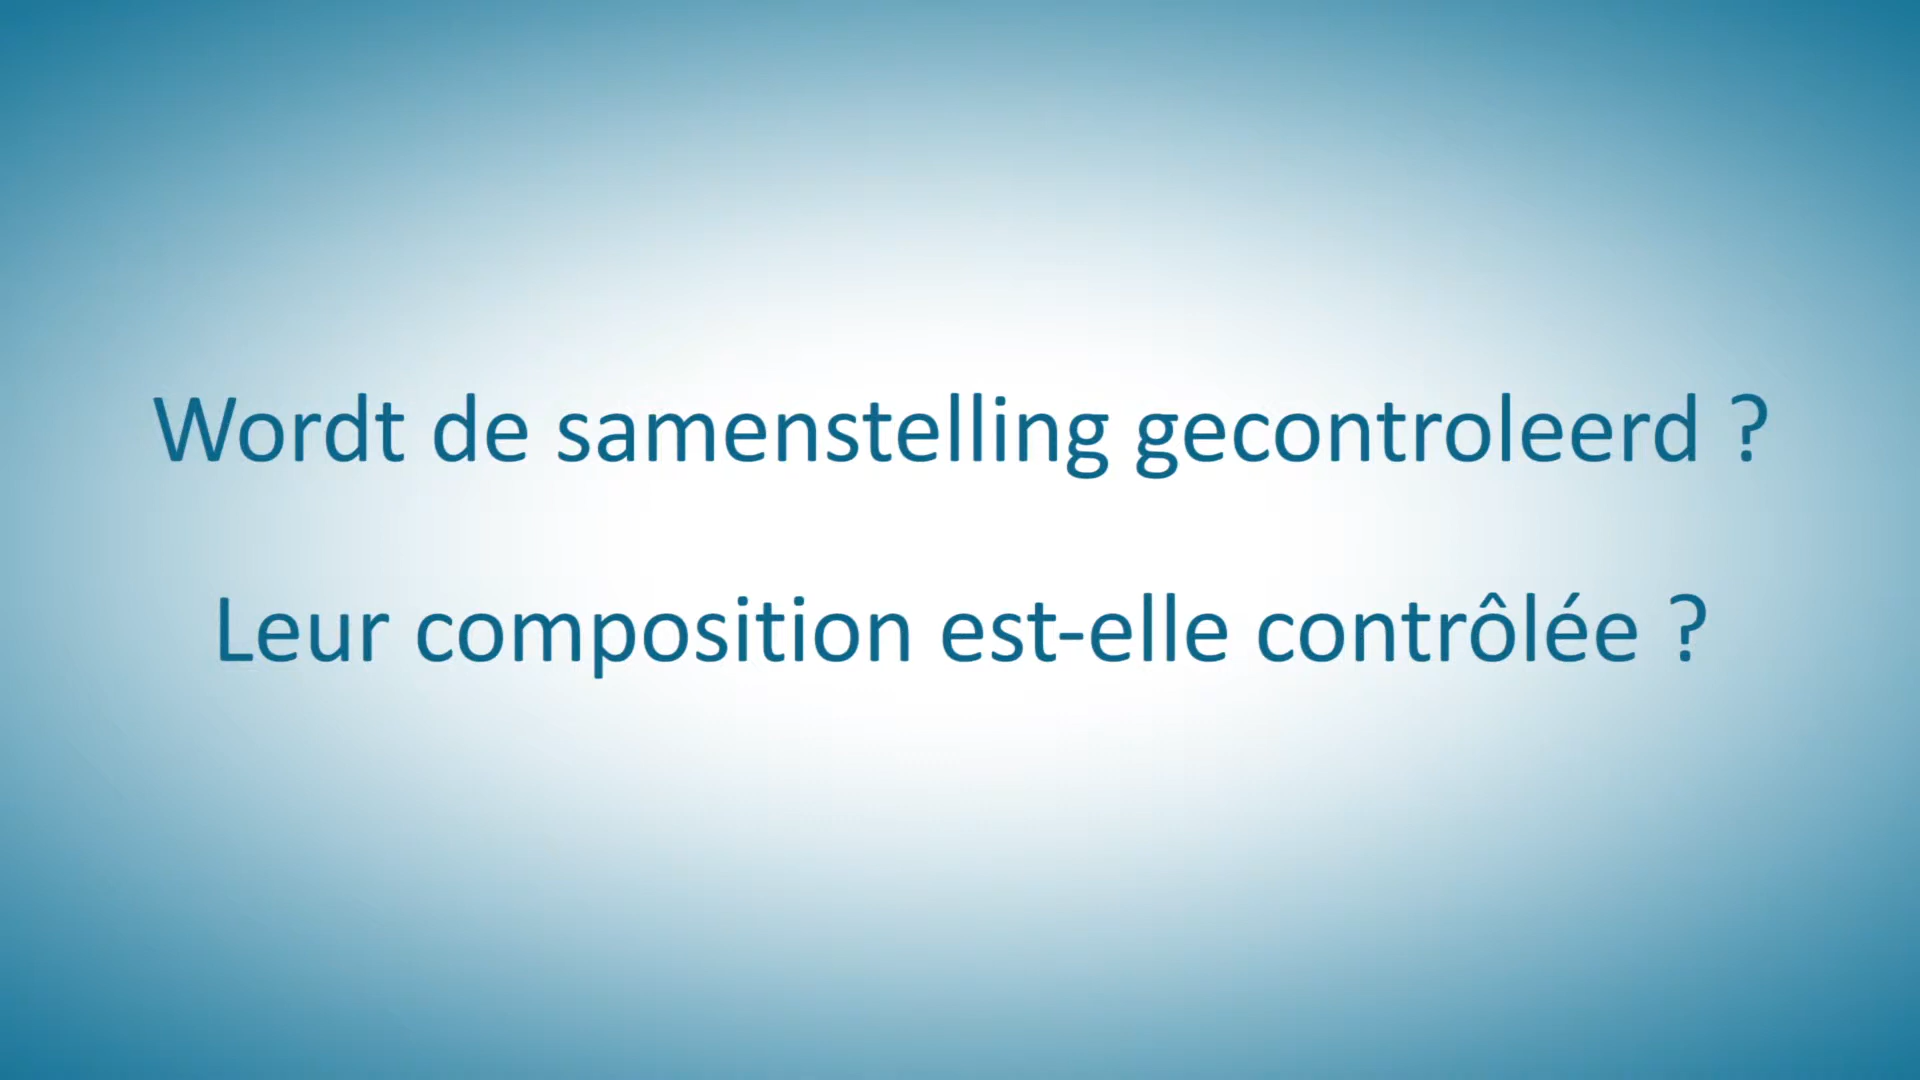 Wordt de samenstelling gecontroleerd ?
Leur composition est-elle contrôlée ?